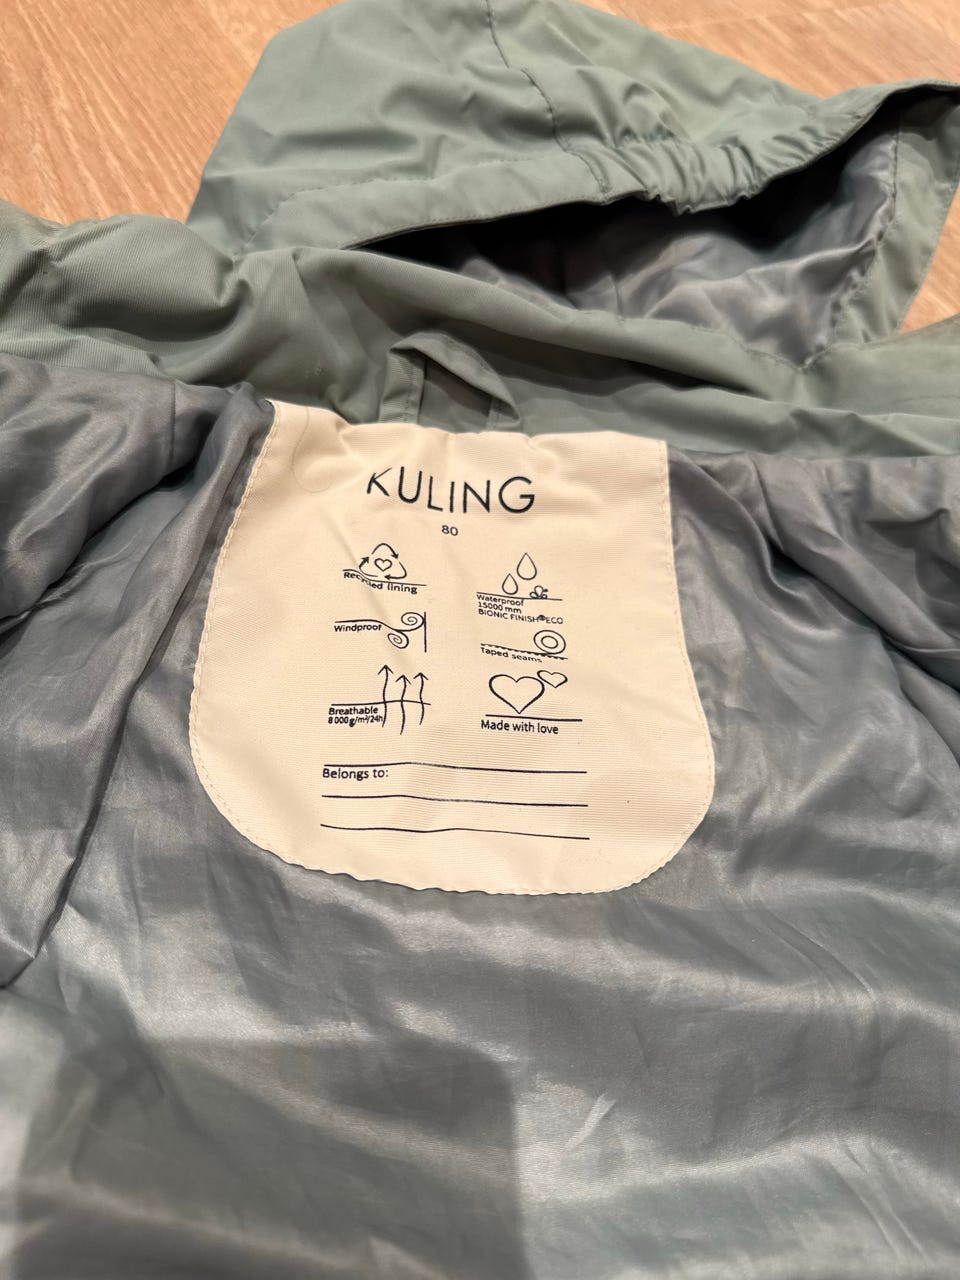 KULING
80
Recycled lining
Waterproof
15000 mm
BIONIC FINISH®ECO
Windproof
Taped seams
Breathable
8 000 g/m²/24h
Made with love
Belongs to: